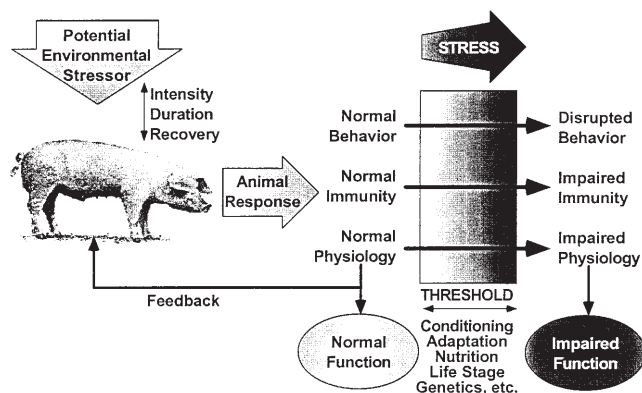 Potential
Environmental
Stressor
Intensity
Duration
Recovery
Animal
Response
STRESS
Normal
Behavior
Disrupted
Behavior
Normal
Immunity
Impaired
Immunity
Normal
Physiology
Impaired
Physiology
Feedback
THRESHOLD
Conditioning
Adaptation
Nutrition
Life Stage
Genetics, etc.
Normal
Function
Impaired
Function